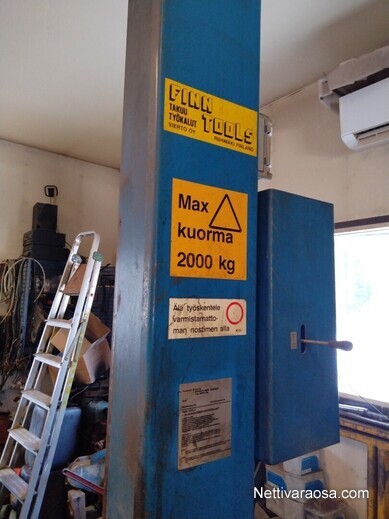 FINN
TOOLS
TAKUU
TYÖKALUT
VIERTO OY RIIHIMÄKI FINLAND
Max
kuorma
2000 kg
Älä työskentele
varmistamatto-
man nostimen alla
Nettivaraosa.com